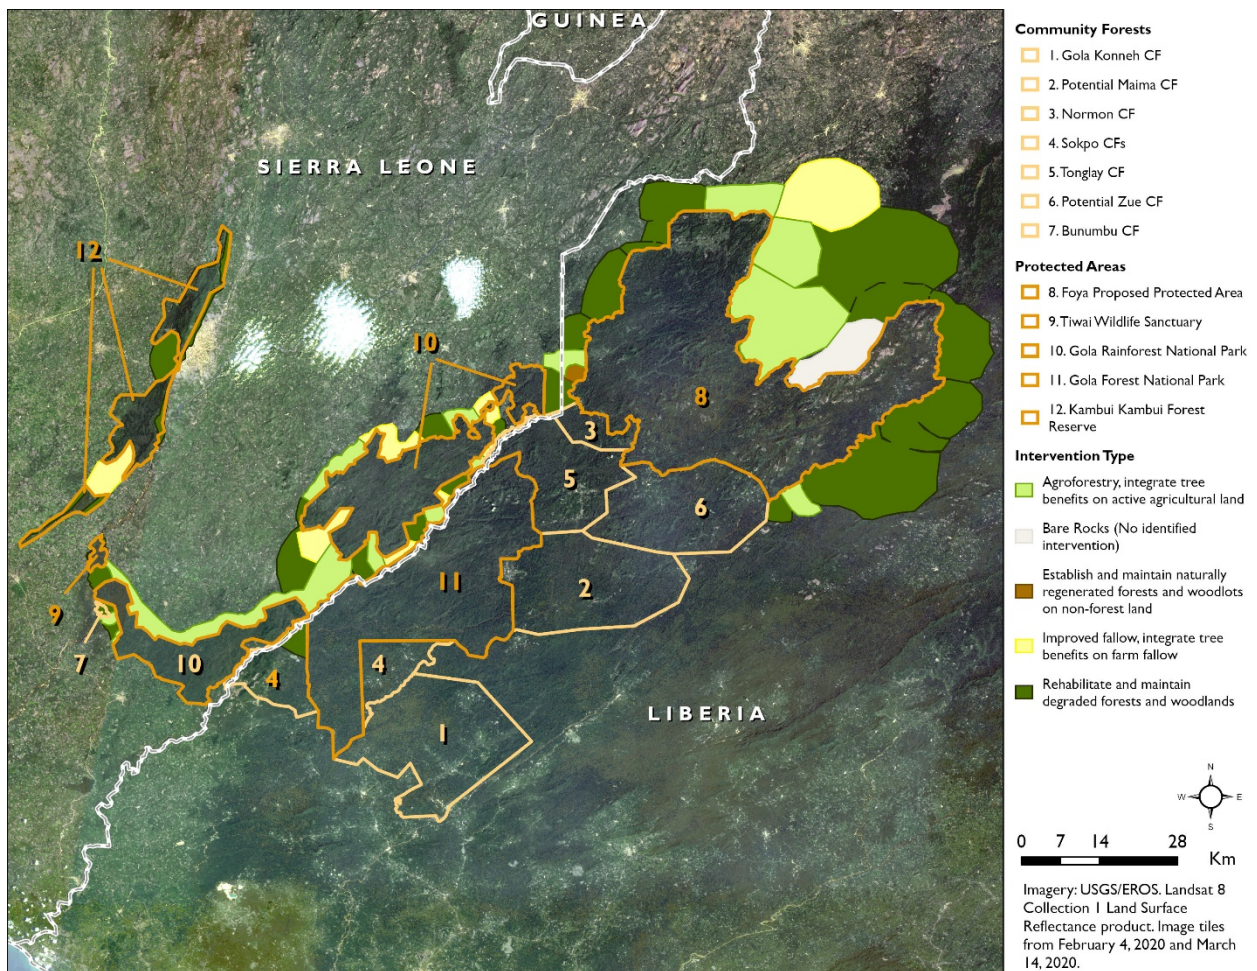 GUINEA
SIERRA LEONE
12
10
8
3
5
6
11
2
9
7
10
4
4
1
LIBERIA
Community Forests
1. Gola Konneh CF
2. Potential Maima CF
3. Normon CF
4. Sokpo CFs
5. Tonglay CF
6. Potential Zue CF
7. Bunumbu CF
Protected Areas
8. Foya Proposed Protected Area
9. Tiwai Wildlife Sanctuary
10. Gola Rainforest National Park
11. Gola Forest National Park
12. Kambui Kambui Forest
Reserve
Intervention Type
Agroforestry, integrate tree
benefits on active agricultural land
Bare Rocks (No identified
intervention)
Establish and maintain naturally
regenerated forests and woodlots
on non-forest land
Improved fallow, integrate tree
benefits on farm fallow
Rehabilitate and maintain
degraded forests and woodlands
N
W E
S
0 7 14 28
Km
Imagery: USGS/EROS. Landsat 8
Collection 1 Land Surface
Reflectance product. Image tiles
from February 4, 2020 and March
14, 2020.